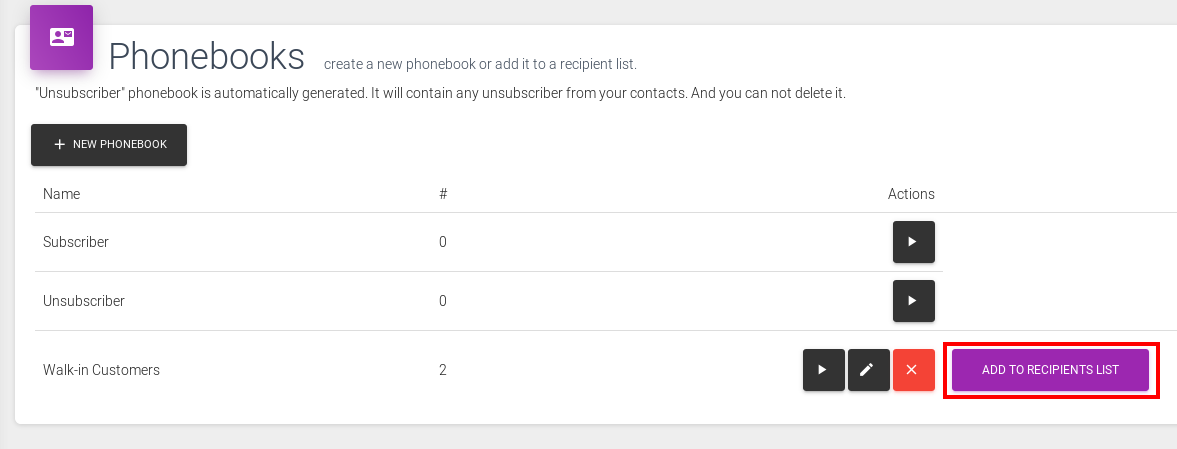 Phonebooks create a new phonebook or add it to a recipient list.
"Unsubscriber" phonebook is automatically generated. It will contain any unsubscriber from your contacts. And you can not delete it.
+ NEW PHONEBOOK
Name # Actions
Subscriber 0
Unsubscriber 0
Walk-in Customers 2 ADD TO RECIPIENTS LIST